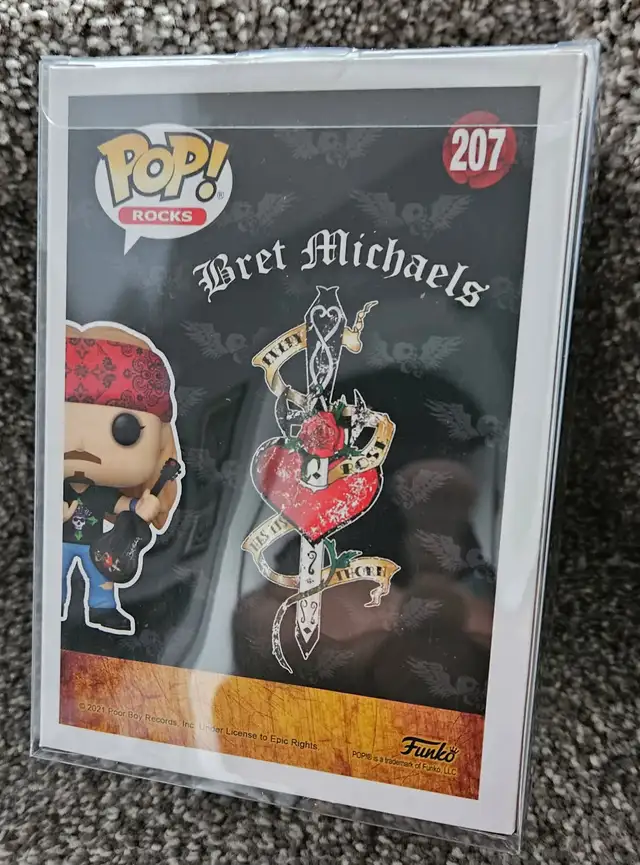 POP!®
ROCKS
207
Bret Michaels
EVERY
ROSE
HAS ITS
THORN
© 2021 Poor Boy Records, Inc. Under License to Epic Rights.
Funko
POP!® is a trademark of Funko, LLC